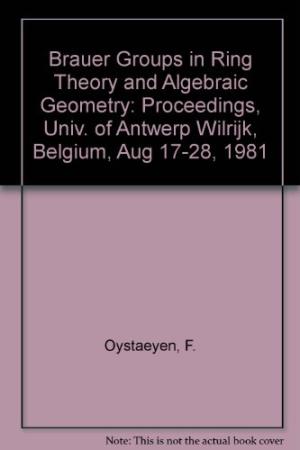 Brauer Groups in Ring
Theory and Algebraic
Geometry: Proceedings,
Univ. of Antwerp Wilrijk,
Belgium, Aug 17-28, 1981
Oystaeyen, F.
Note: This is not the actual book cover